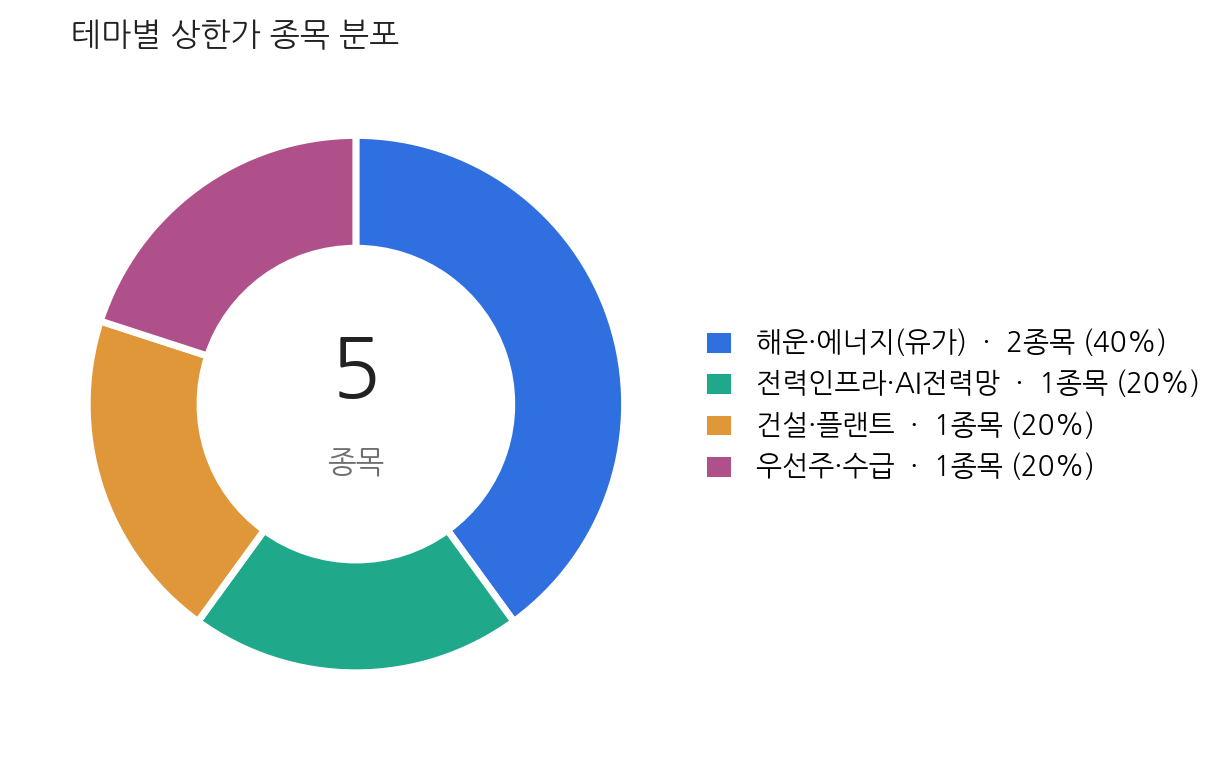 테마별 상한가 종목 분포
5
종목
해운·에너지(유가) · 2종목 (40%)
전력인프라·AI전력망 · 1종목 (20%)
건설·플랜트 · 1종목 (20%)
우선주·수급 · 1종목 (20%)